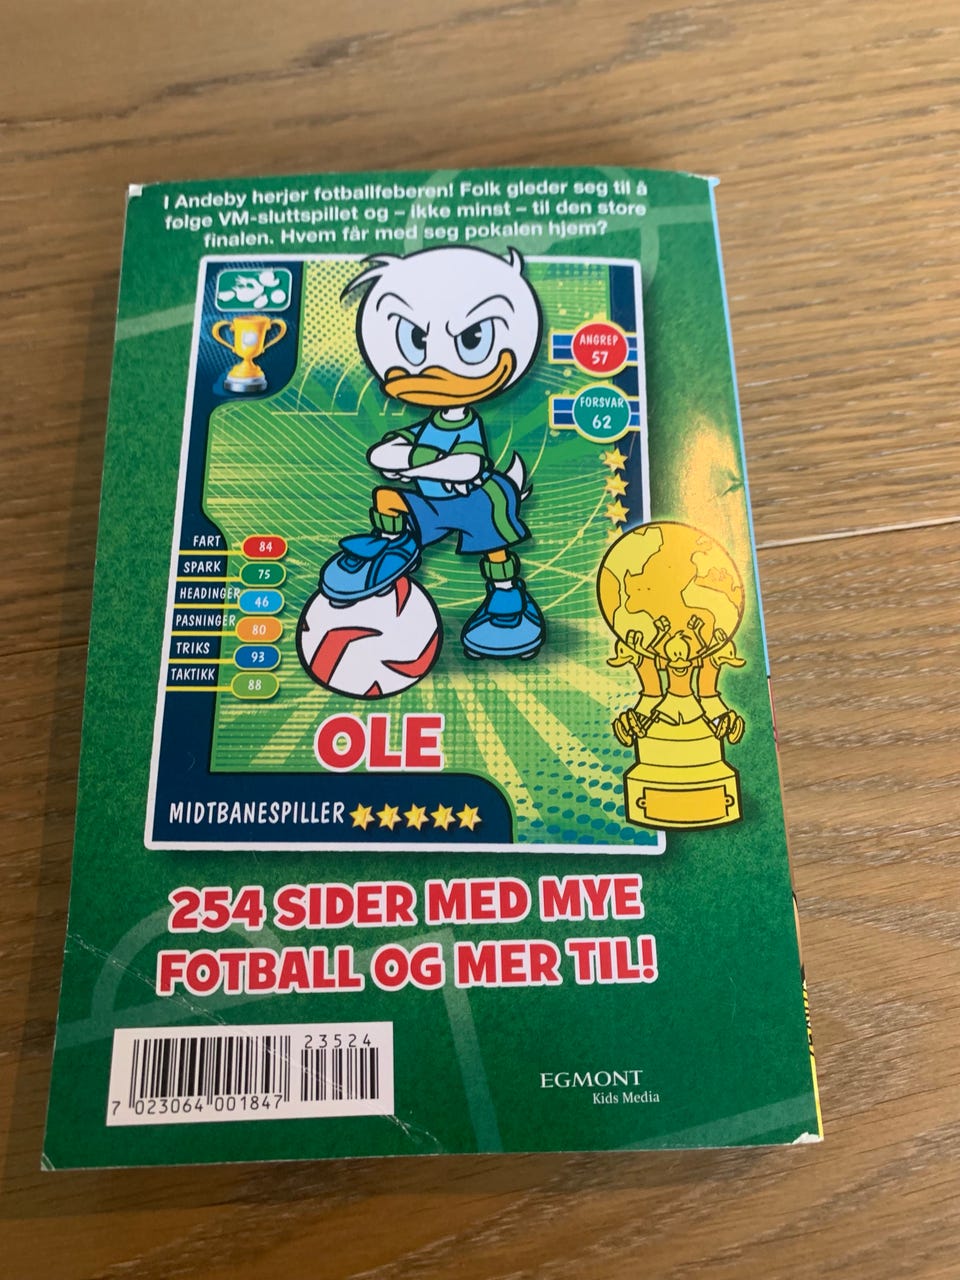 I Andeby herjer fotballfeberen! Folk gleder seg til å
følge VM-sluttspillet og – ikke minst – til den store
finalen. Hvem får med seg pokalen hjem?
ANGREP
57
FORSVAR
62
FART 84
SPARK 75
HEADINGER 46
PASNINGER 80
TRIKS 93
TAKTIKK 88
OLE
MIDTBANESPILLER
254 SIDER MED MYE
FOTBALL OG MER TIL!
23524
7 023064 001847
EGMONT
Kids Media